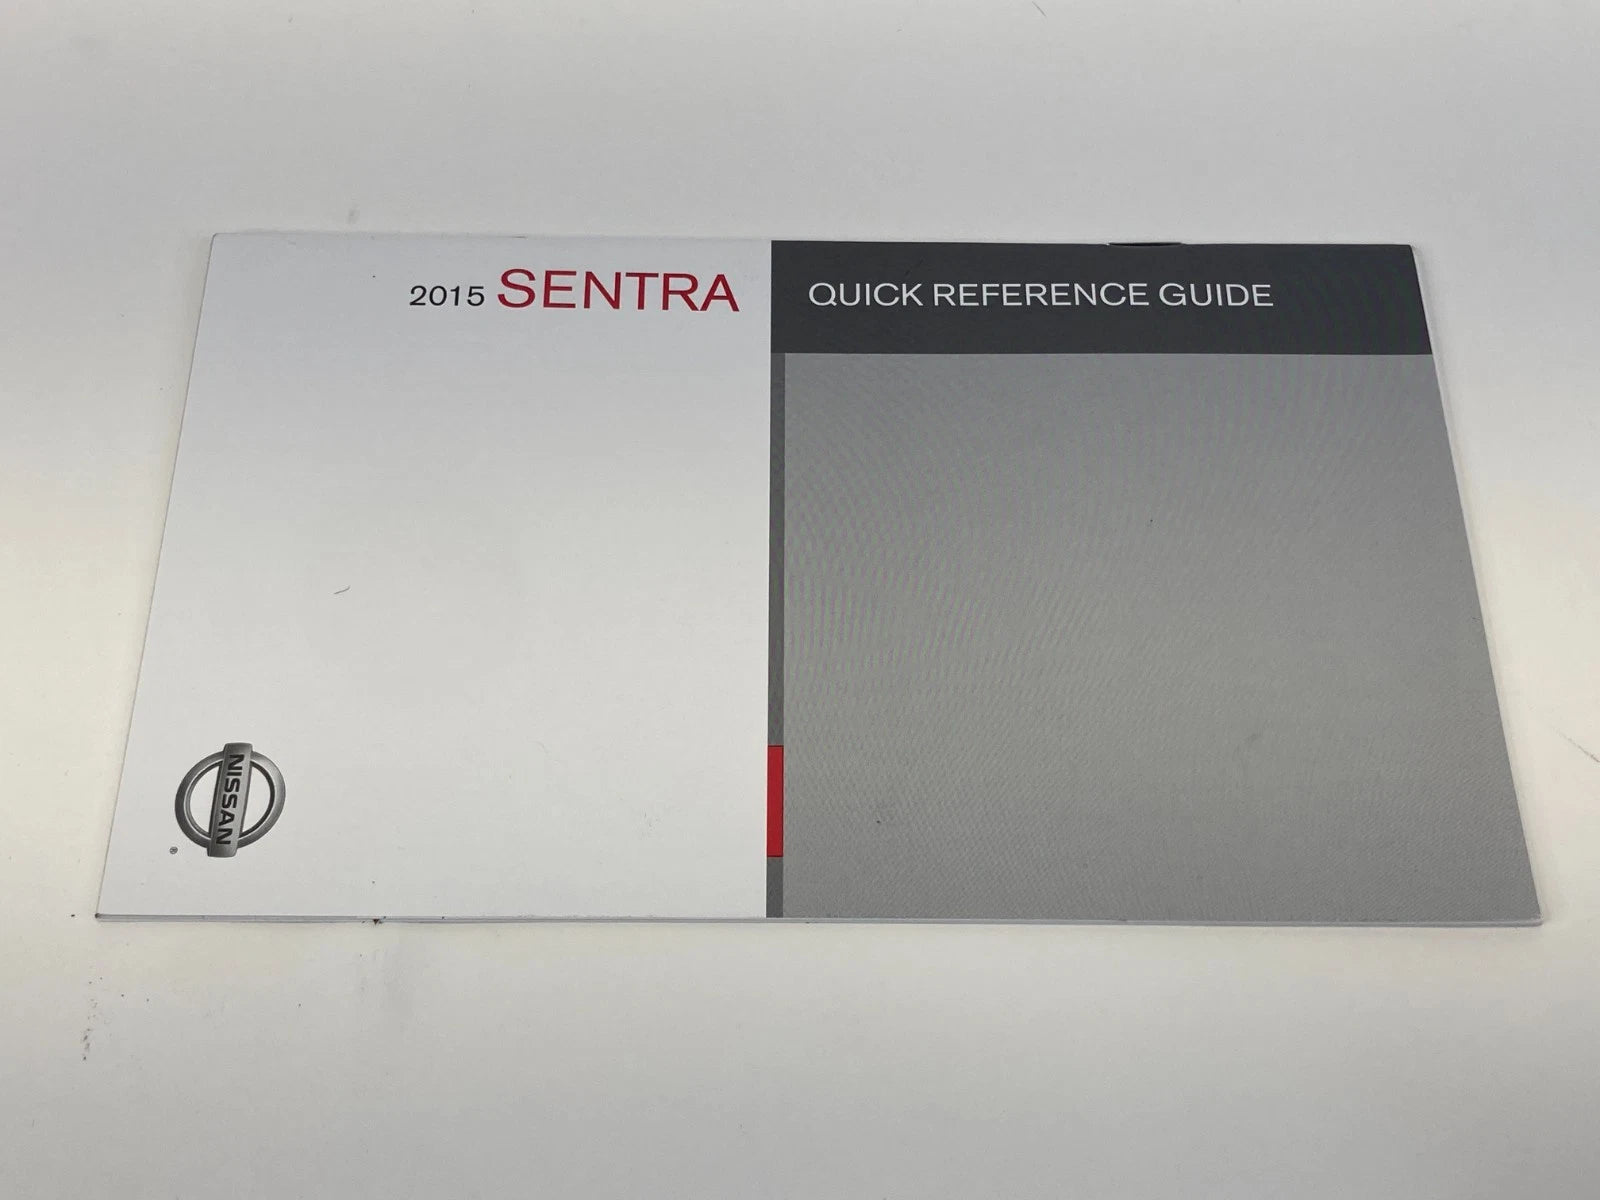 2015 SENTRA
QUICK REFERENCE GUIDE
NISSAN
®